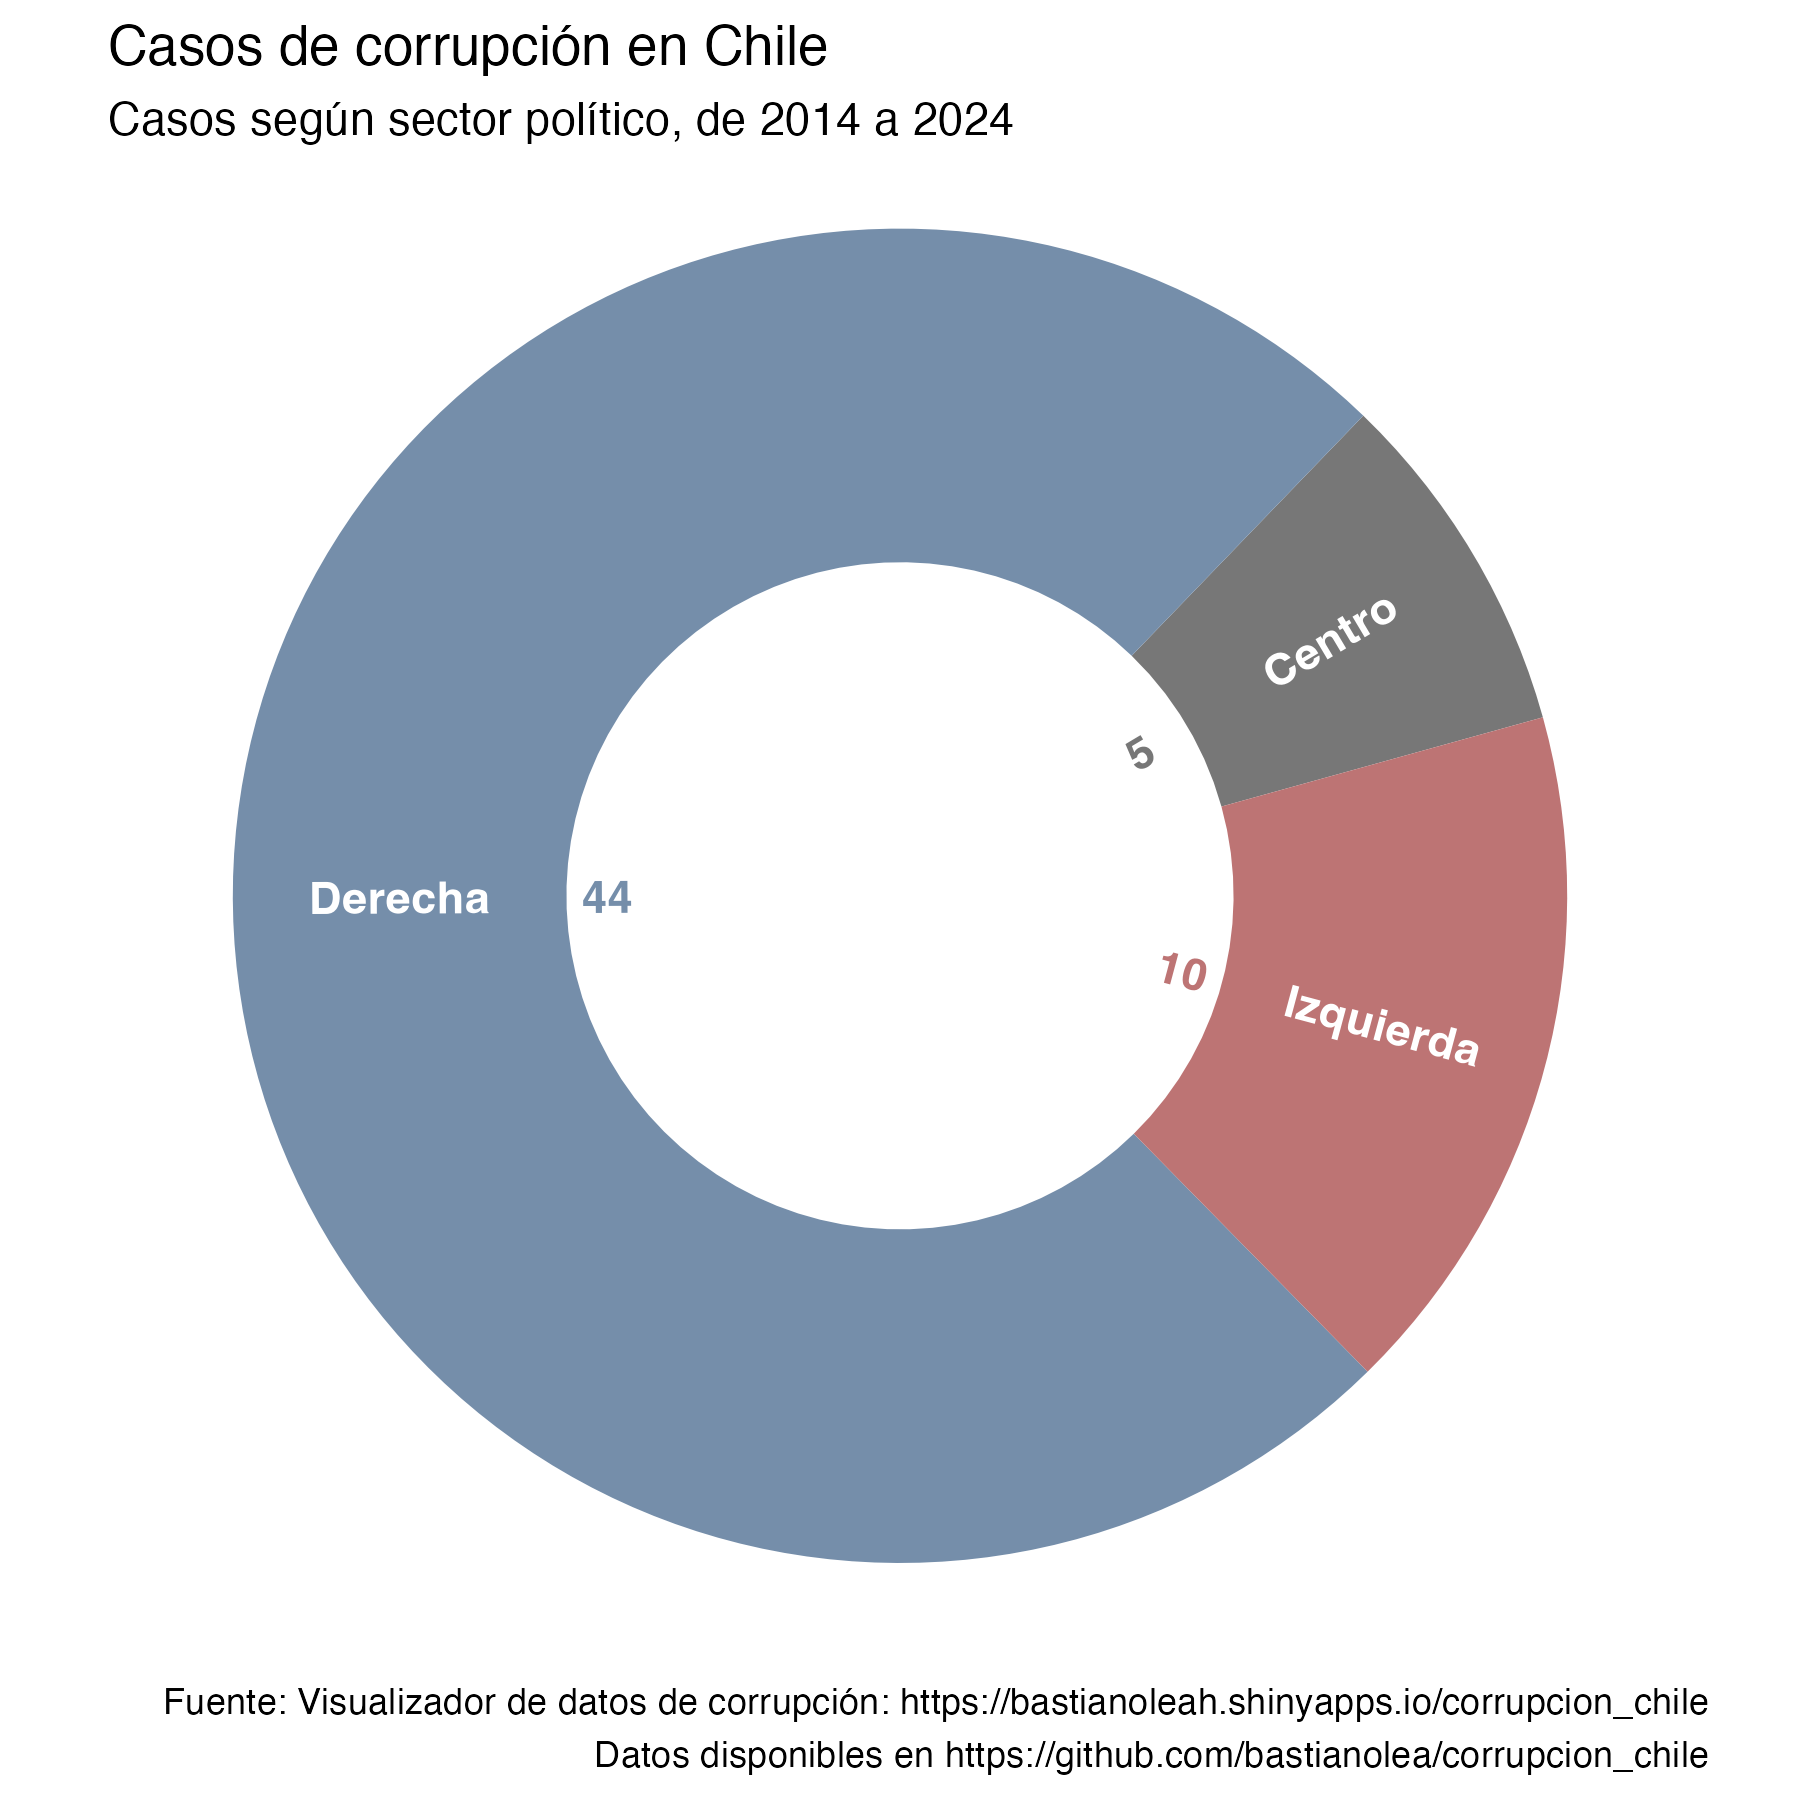 Casos de corrupción en Chile
Casos según sector político, de 2014 a 2024
Centro
5
Derecha
44
10
Izquierda
Fuente: Visualizador de datos de corrupción: https://bastianoleah.shinyapps.io/corrupcion_chile
Datos disponibles en https://github.com/bastianolea/corrupcion_chile